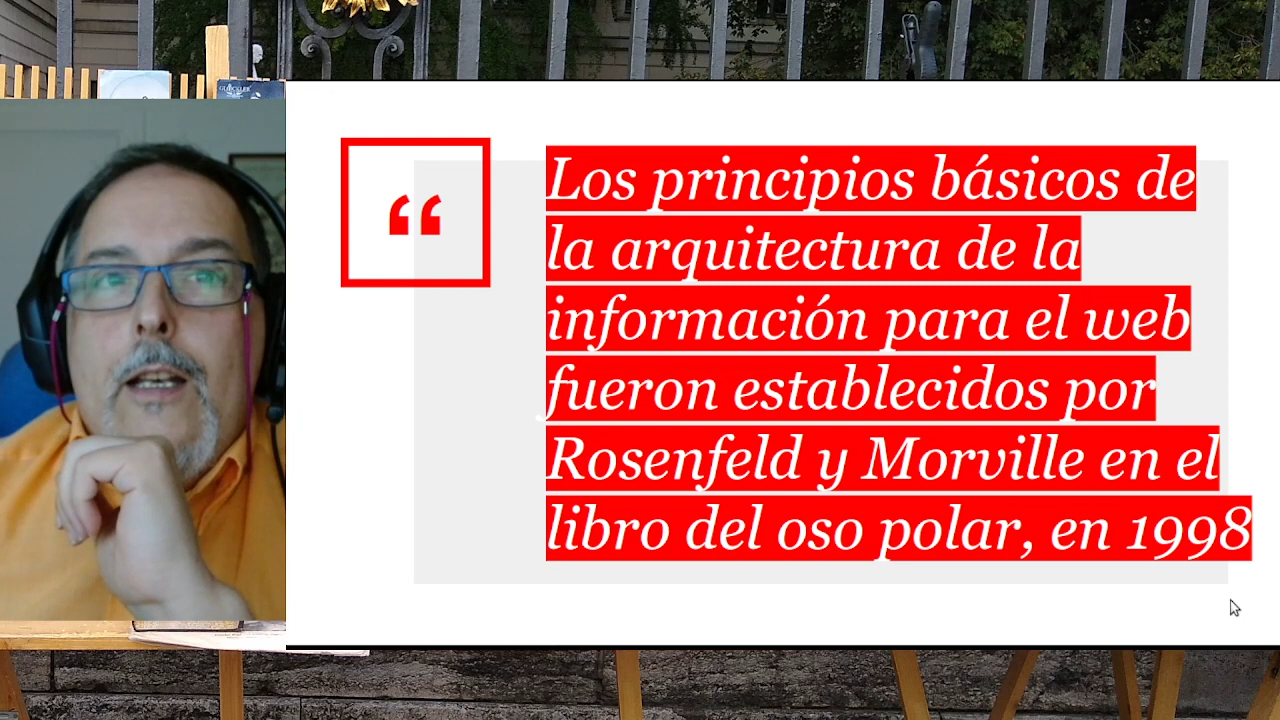 “
Los principios básicos de
la arquitectura de la
información para el web
fueron establecidos por
Rosenfeld y Morville en el
libro del oso polar, en 1998